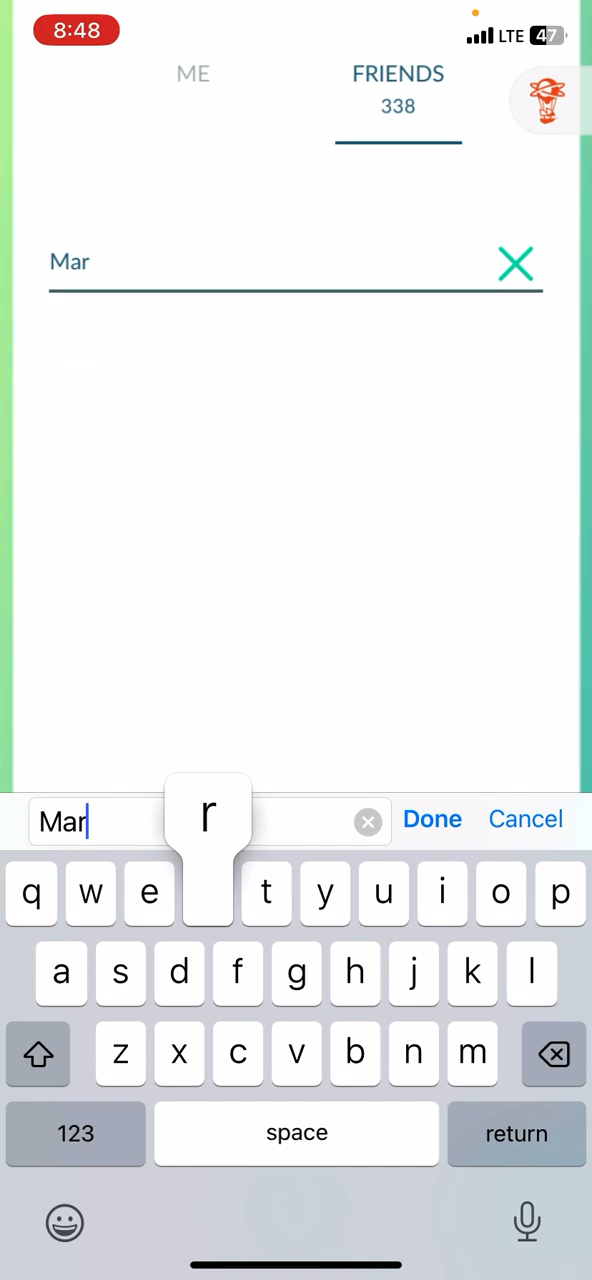 8:48
LTE 47
ME
FRIENDS
338
Mar
Mar
r
Done
Cancel
q w e t y u i o p
a s d f g h j k l
z x c v b n m
123
space
return